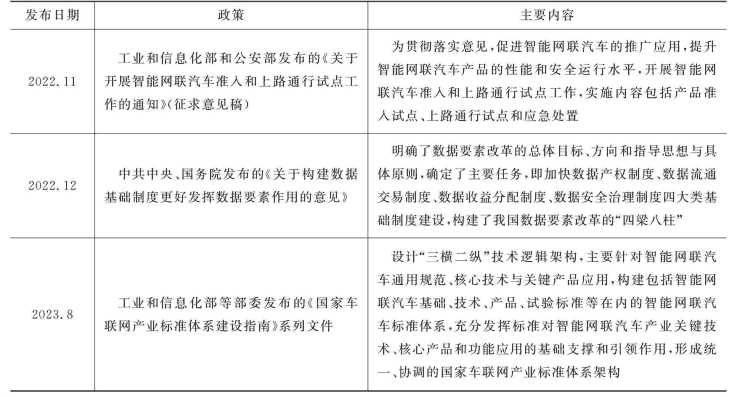 发布日期 政策 主要内容
2022.11
工业和信息化部和公安部发布的《关于
开展智能网联汽车准入和上路通行试点工
作的通知》(征求意见稿)
为贯彻落实意见,促进智能网联汽车的推广应用,提升
智能网联汽车产品的性能和安全运行水平,开展智能网
联汽车准入和上路通行试点工作,实施内容包括产品准
入试点、上路通行试点和应急处置
2022.12
中共中央、国务院发布的《关于构建数据
基础制度更好发挥数据要素作用的意见》
明确了数据要素改革的总体目标、方向和指导思想与具
体原则,确定了主要任务,即加快数据产权制度、数据流通
交易制度、数据收益分配制度、数据安全治理制度四大类基
础制度建设,构建了我国数据要素改革的“四梁八柱”
2023.8
工业和信息化部等部委发布的《国家车
联网产业标准体系建设指南》系列文件
设计“三横二纵”技术逻辑架构,主要针对智能网联汽
车通用规范、核心技术与关键产品应用,构建包括智能网
联汽车基础、技术、产品、试验标准等在内的智能网联汽
车标准体系,充分发挥标准对智能网联汽车产业关键技
术、核心产品和功能应用的基础支撑和引领作用,形成统
一、协调的国家车联网产业标准体系架构